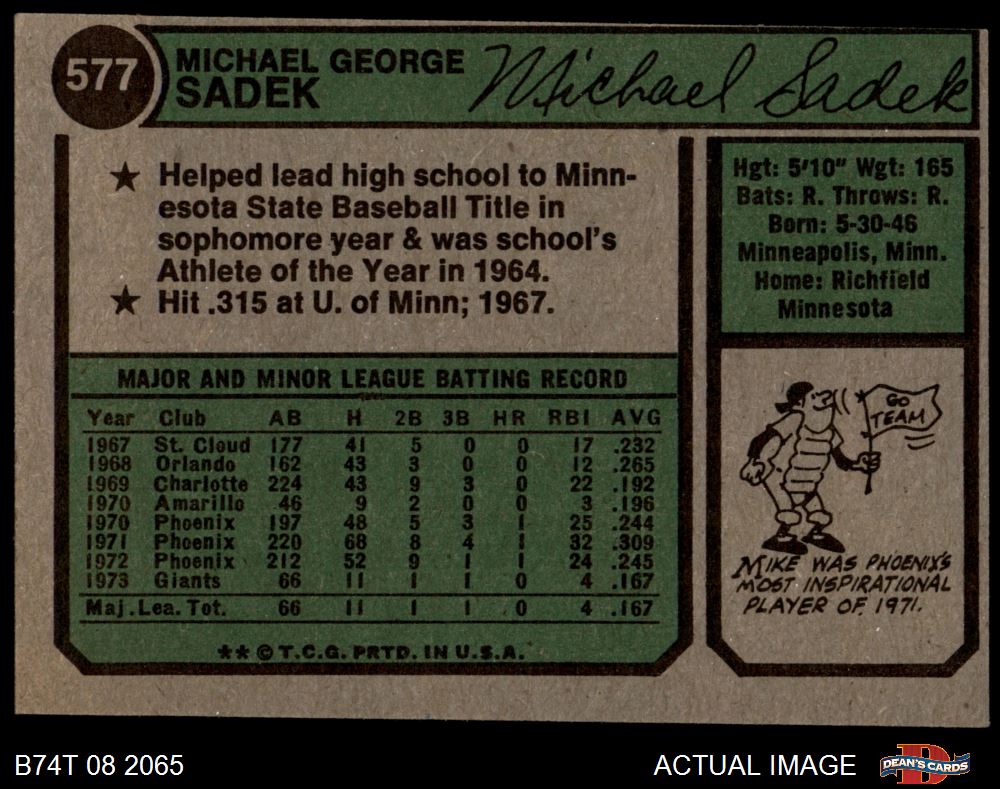 577
MICHAEL GEORGE
SADEK
Michael Sadek
★ Helped lead high school to Minn-
esota State Baseball Title in
sophomore year & was school's
Athlete of the Year in 1964.
★ Hit .315 at U. of Minn; 1967.
Hgt: 5'10" Wgt: 165
Bats: R. Throws: R.
Born: 5-30-46
Minneapolis, Minn.
Home: Richfield
Minnesota
MAJOR AND MINOR LEAGUE BATTING RECORD
Year Club AB H 2B 3B HR RBI AVG
1967 St. Cloud 177 41 5 0 0 17 .232
1968 Orlando 162 43 3 0 0 12 .265
1969 Charlotte 224 43 9 3 0 22 .192
1970 Amarillo 46 9 2 0 0 3 .196
1970 Phoenix 197 48 5 3 1 25 .244
1971 Phoenix 220 68 8 4 1 32 .309
1972 Phoenix 212 52 9 1 1 24 .245
1973 Giants 66 11 1 1 0 4 .167
Maj.Lea. Tot. 66 11 1 1 0 4 .167
** © T.C.G. PRTD. IN U.S.A.
GO
TEAM
MIKE WAS PHOENIX'S
MOST INSPIRATIONAL
PLAYER OF 1971.
B74T 08 2065
ACTUAL IMAGE
DEAN'S CARDS